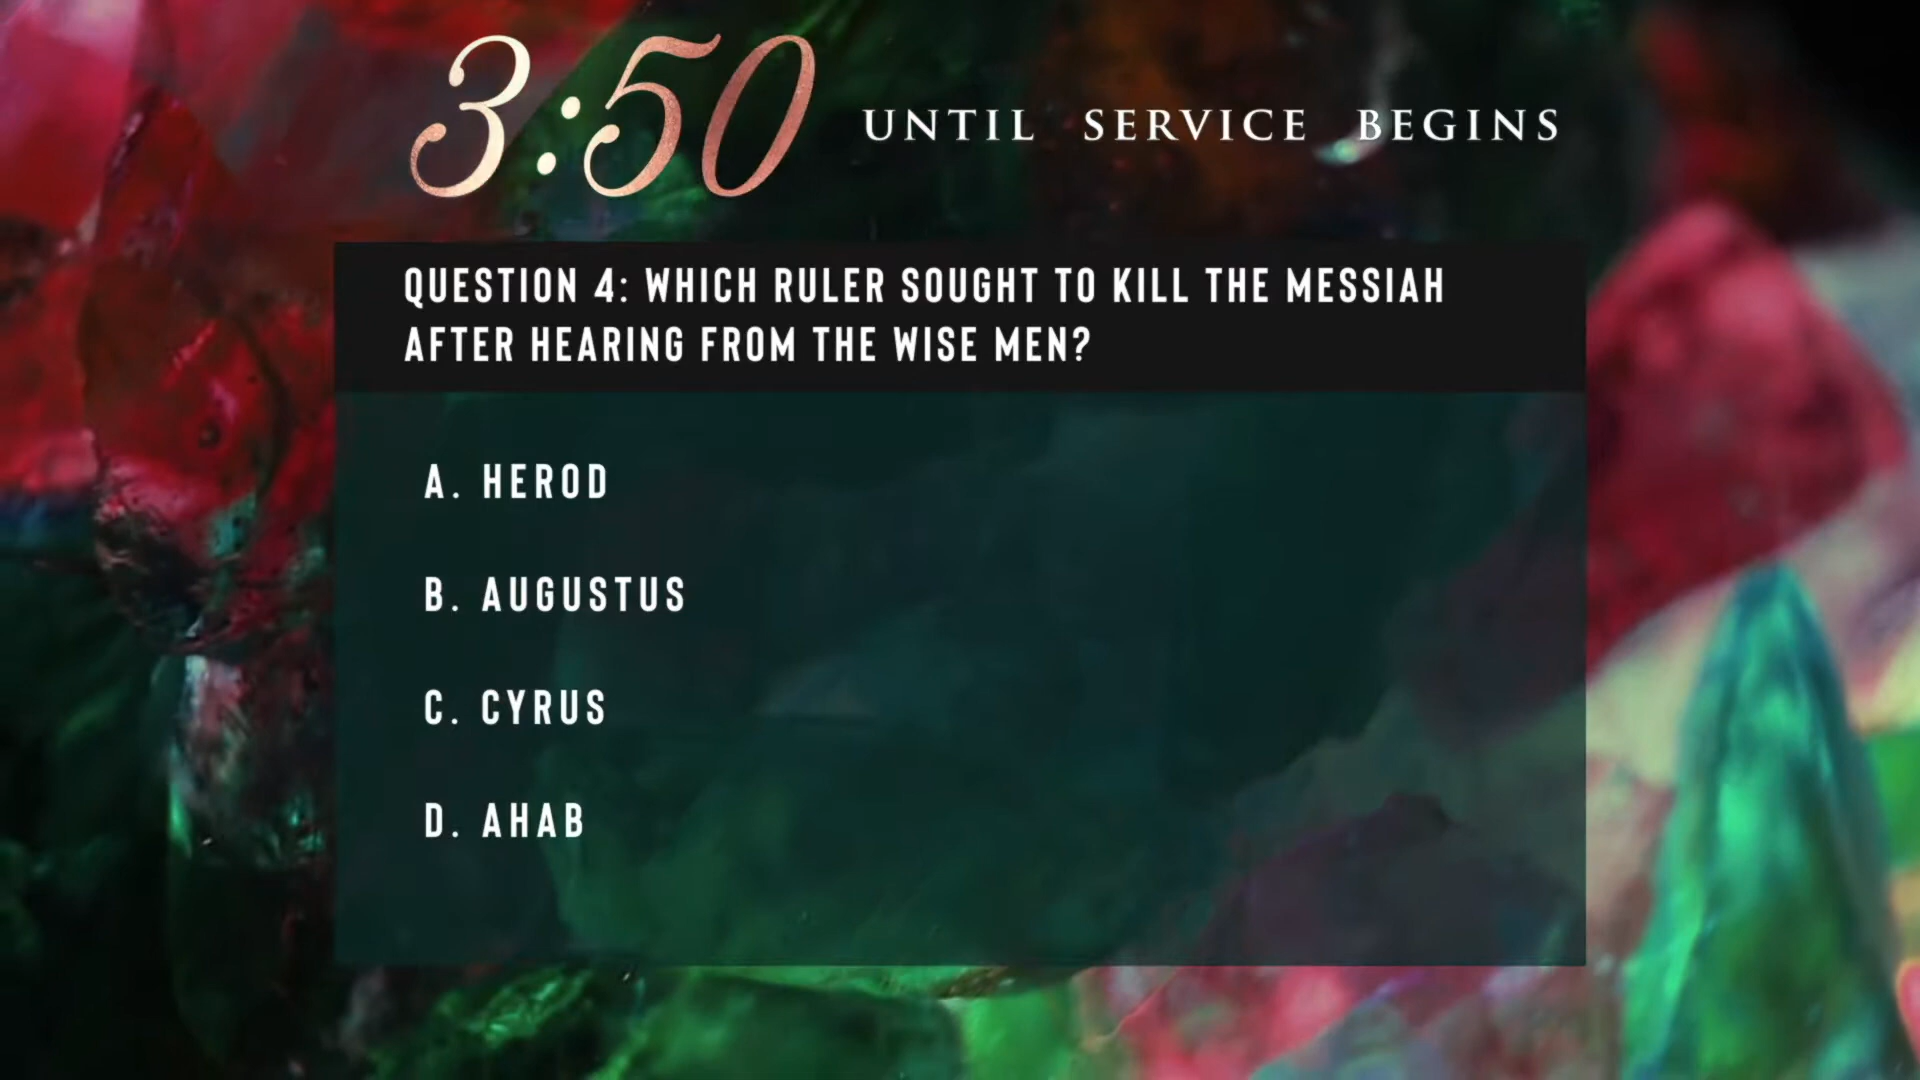 3:50 UNTIL SERVICE BEGINS
QUESTION 4: WHICH RULER SOUGHT TO KILL THE MESSIAH
AFTER HEARING FROM THE WISE MEN?
A. HEROD
B. AUGUSTUS
C. CYRUS
D. AHAB